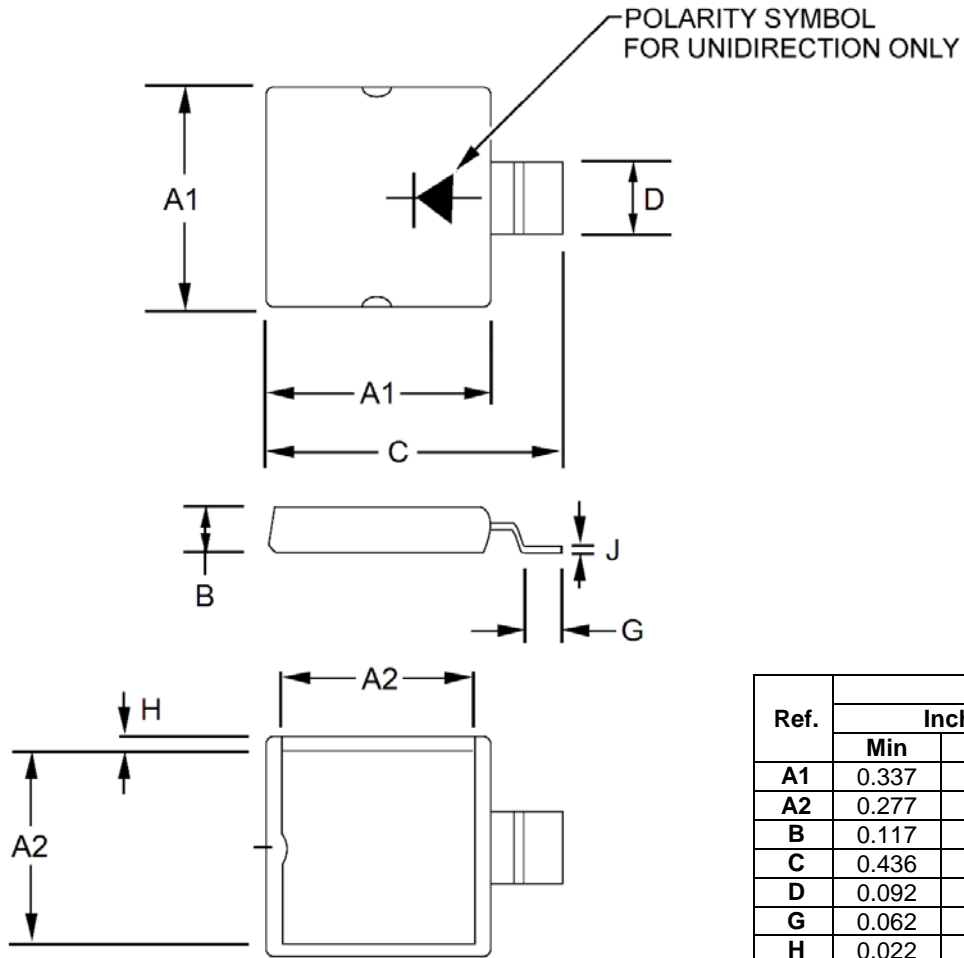 POLARITY SYMBOL
FOR UNIDIRECTION ONLY
A1
D
A1
C
B
J
G
A2
H
A2
Ref.
Min
A1 0.337
A2 0.277
B 0.117
C 0.436
D 0.092
G 0.062
H 0.022